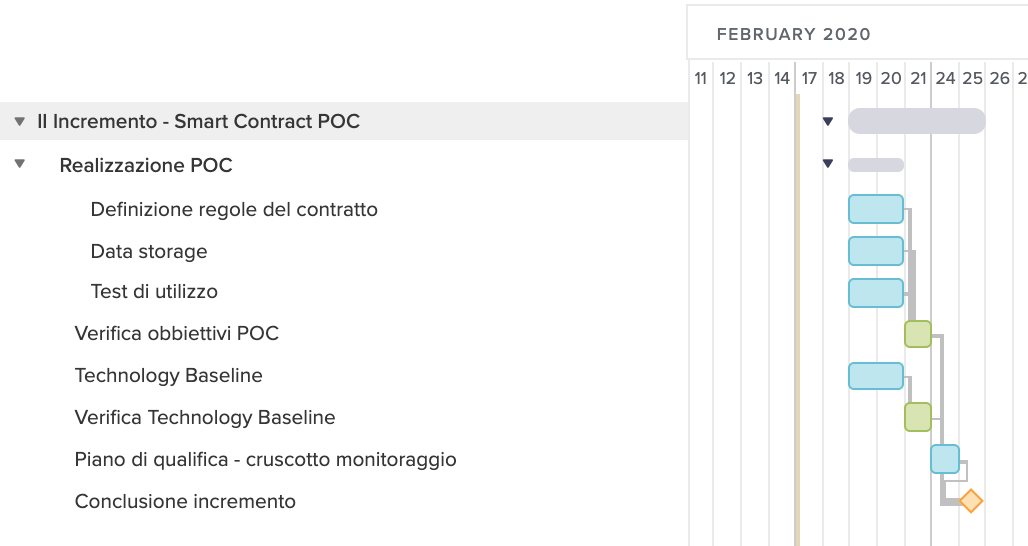 FEBRUARY 2020
11 12 13 14 17 18 19 20 21 24 25 26 2
II Incremento - Smart Contract POC
Realizzazione POC
Definizione regole del contratto
Data storage
Test di utilizzo
Verifica obbiettivi POC
Technology Baseline
Verifica Technology Baseline
Piano di qualifica - cruscotto monitoraggio
Conclusione incremento